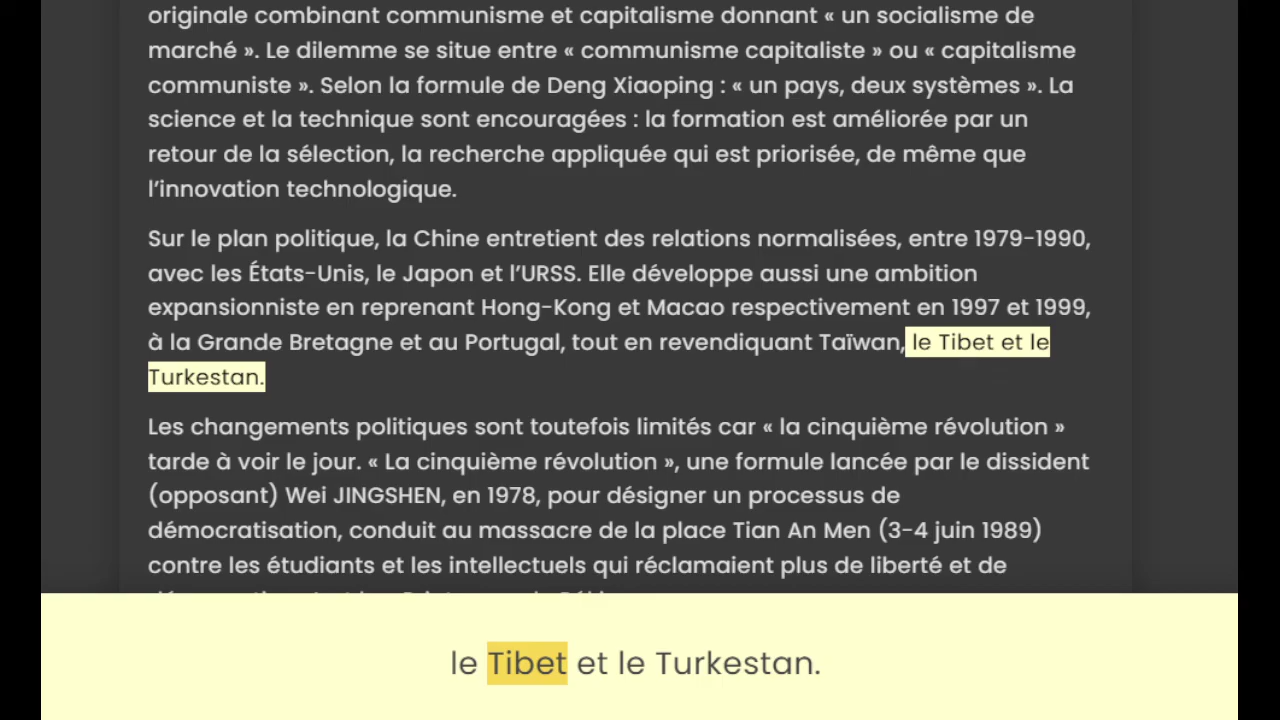 originale combinant communisme et capitalisme donnant « un socialisme de
marché ». Le dilemme se situe entre « communisme capitaliste » ou « capitalisme
communiste ». Selon la formule de Deng Xiaoping : « un pays, deux systèmes ». La
science et la technique sont encouragées : la formation est améliorée par un
retour de la sélection, la recherche appliquée qui est priorisée, de même que
l’innovation technologique.
Sur le plan politique, la Chine entretient des relations normalisées, entre 1979-1990,
avec les États-Unis, le Japon et l’URSS. Elle développe aussi une ambition
expansionniste en reprenant Hong-Kong et Macao respectivement en 1997 et 1999,
à la Grande Bretagne et au Portugal, tout en revendiquant Taïwan, le Tibet et le
Turkestan.
Les changements politiques sont toutefois limités car « la cinquième révolution »
tarde à voir le jour. « La cinquième révolution », une formule lancée par le dissident
(opposant) Wei JINGSHEN, en 1978, pour désigner un processus de
démocratisation, conduit au massacre de la place Tian An Men (3-4 juin 1989)
contre les étudiants et les intellectuels qui réclamaient plus de liberté et de
le Tibet et le Turkestan.